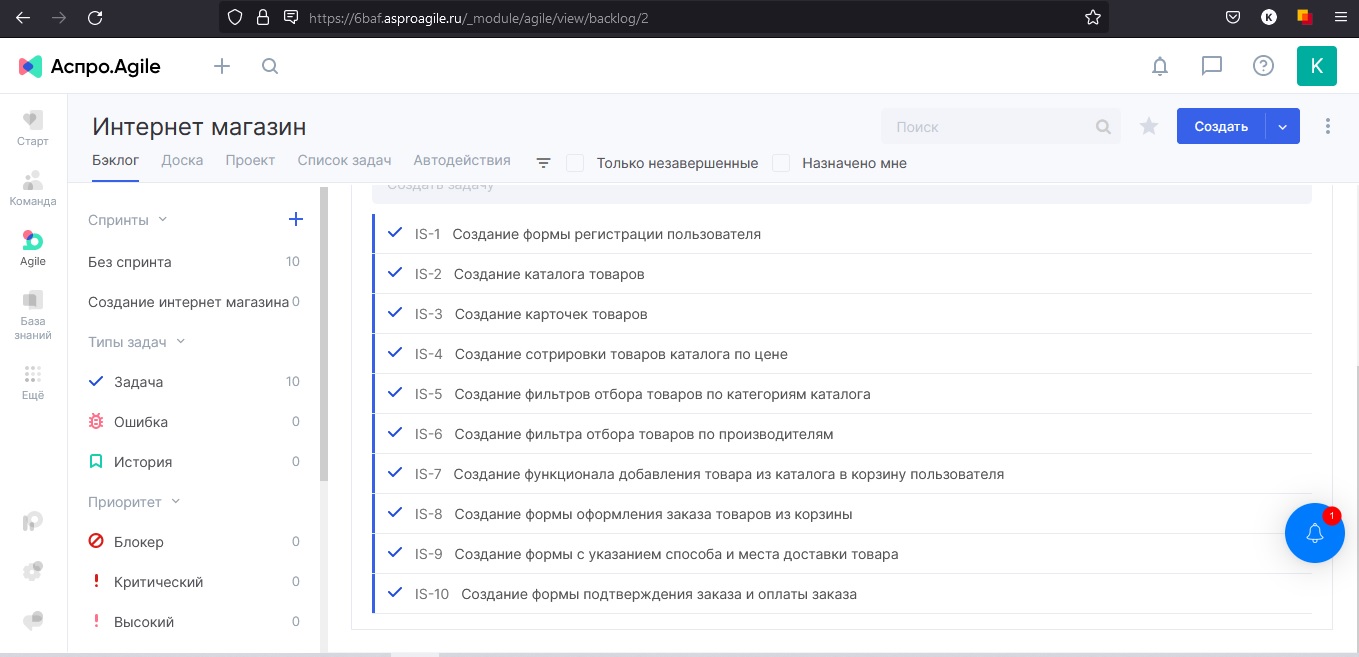 https://6baf.asproagile.ru/_module/agile/view/backlog/2
K
Аспро.Agile
K
Старт
Команда
Agile
База
знаний
Ещё
Интернет магазин
Поиск
Создать
Бэклог Доска Проект Список задач Автодействия Только незавершенные Назначено мне
Спринты
Без спринта 10
Создание интернет магазина 0
Типы задач
Задача 10
Ошибка 0
История 0
Приоритет
Блокер 0
Критический 0
Высокий 0
Создать задачу
IS-1 Создание формы регистрации пользователя
IS-2 Создание каталога товаров
IS-3 Создание карточек товаров
IS-4 Создание сотрировки товаров каталога по цене
IS-5 Создание фильтров отбора товаров по категориям каталога
IS-6 Создание фильтра отбора товаров по производителям
IS-7 Создание функционала добавления товара из каталога в корзину пользователя
IS-8 Создание формы оформления заказа товаров из корзины
IS-9 Создание формы с указанием способа и места доставки товара
IS-10 Создание формы подтверждения заказа и оплаты заказа
1